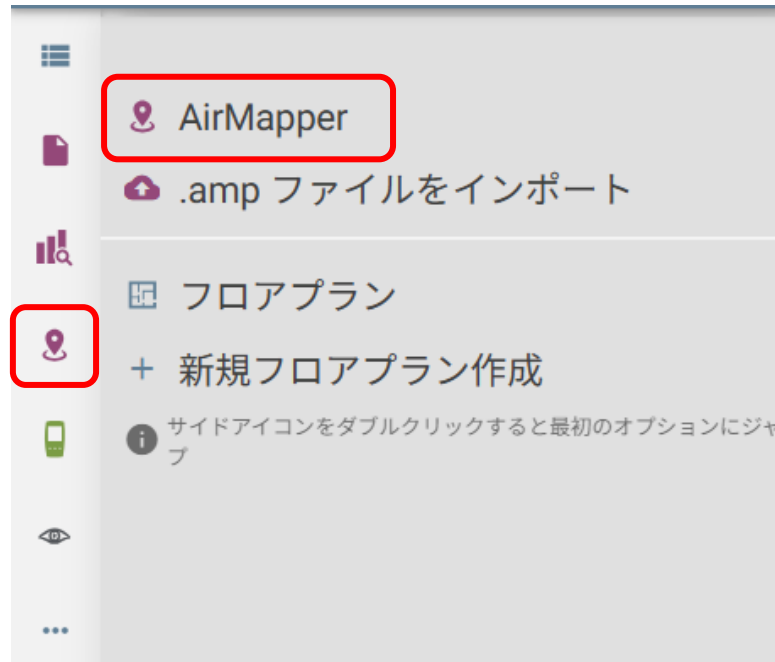 AirMapper
.amp ファイルをインポート
フロアプラン
新規フロアプラン作成
サイドアイコンをダブルクリックすると最初のオプションにジャ
プ